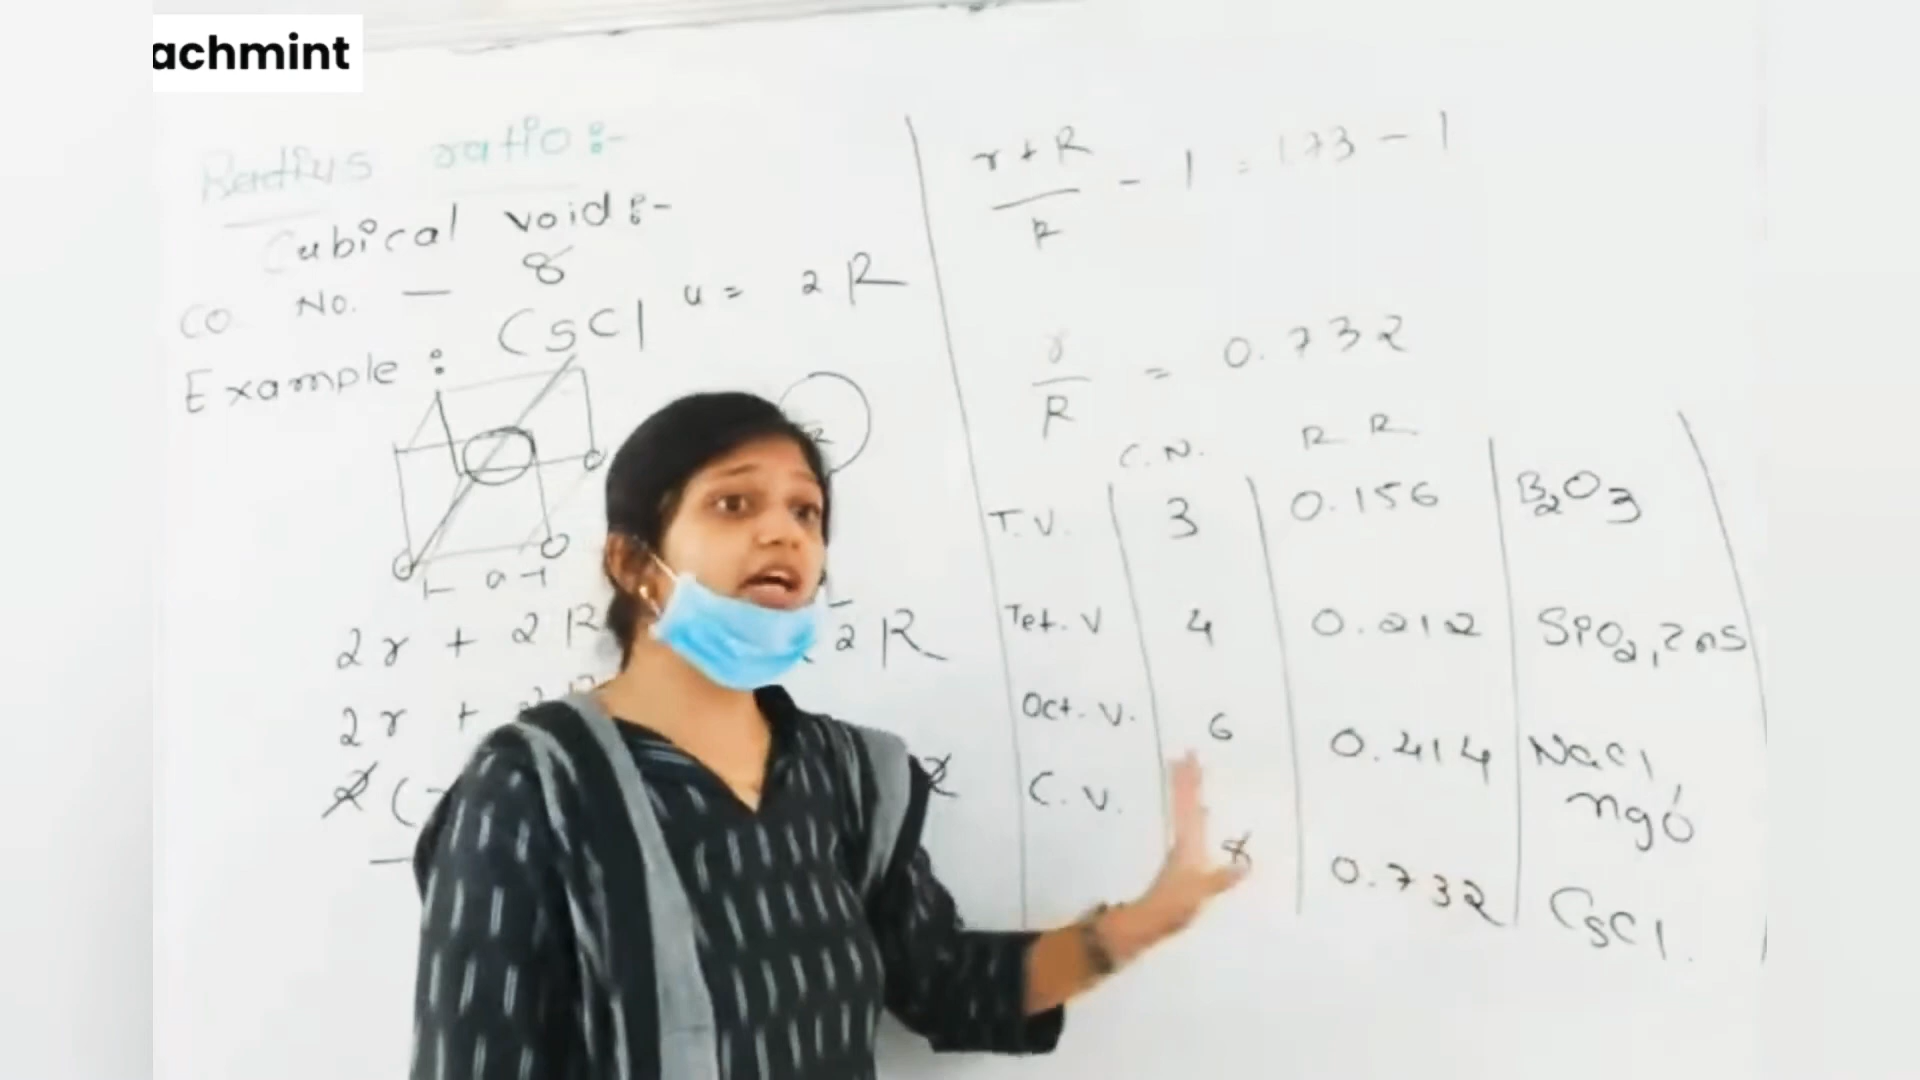 achmint
Radius ratio:-
Cubical void:-
CO. No. — 8
Example : CsCl
a = 2R
a
2r + 2R
2R
2r +
r+R/R - 1 = 1.73 - 1
r/R = 0.732
C.N. R R
T.V. 3 0.156 B2O3
Tet. V 4 0.212 SiO2, ZnS
Oct. V. 6 0.414 NaCl,
mgo
C.V. 8 0.732 CsCl.